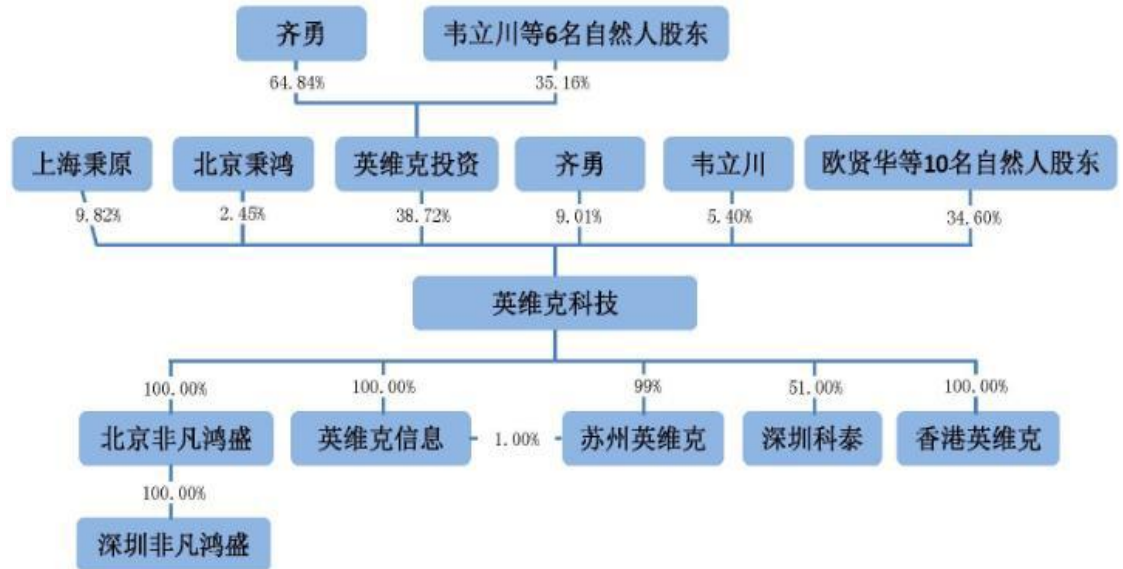 齐勇
韦立川等6名自然人股东
64.84%
35.16%
上海秉原
北京秉鸿
英维克投资
齐勇
韦立川
欧贤华等10名自然人股东
9.82%
2.45%
38.72%
9.01%
5.40%
34.60%
英维克科技
100.00%
100.00%
99%
51.00%
100.00%
北京非凡鸿盛
英维克信息
1.00%
苏州英维克
深圳科泰
香港英维克
100.00%
深圳非凡鸿盛